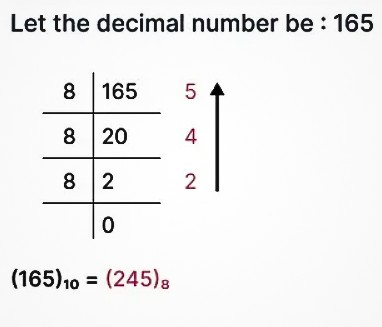 Let the decimal number be : 165
8 165 5
8 20 4
8 2 2
0
(165)₁₀ = (245)₈